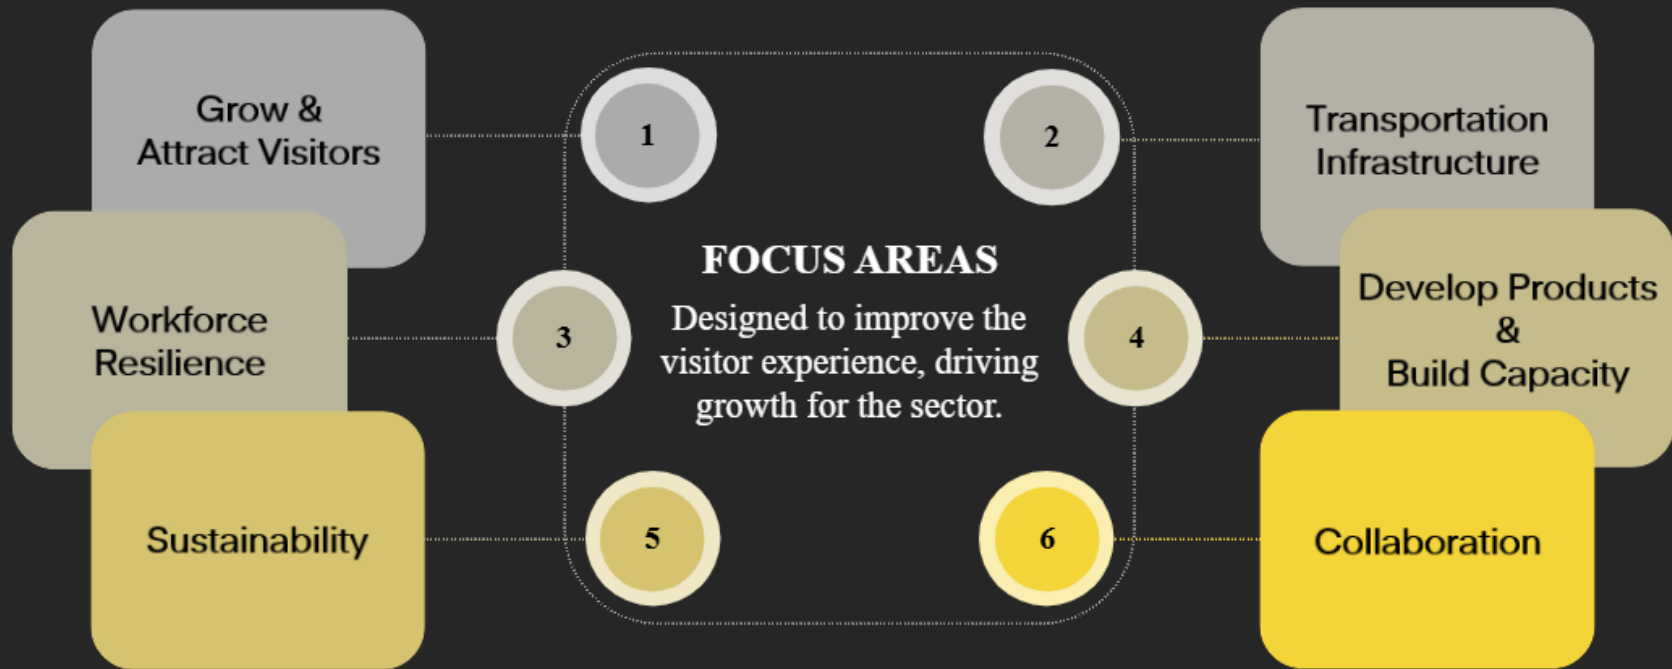 Grow &
Attract Visitors
1
2
Transportation
Infrastructure
FOCUS AREAS
Designed to improve the
visitor experience, driving
growth for the sector.
Workforce
Resilience
3
4
Develop Products
&
Build Capacity
Sustainability
5
6
Collaboration